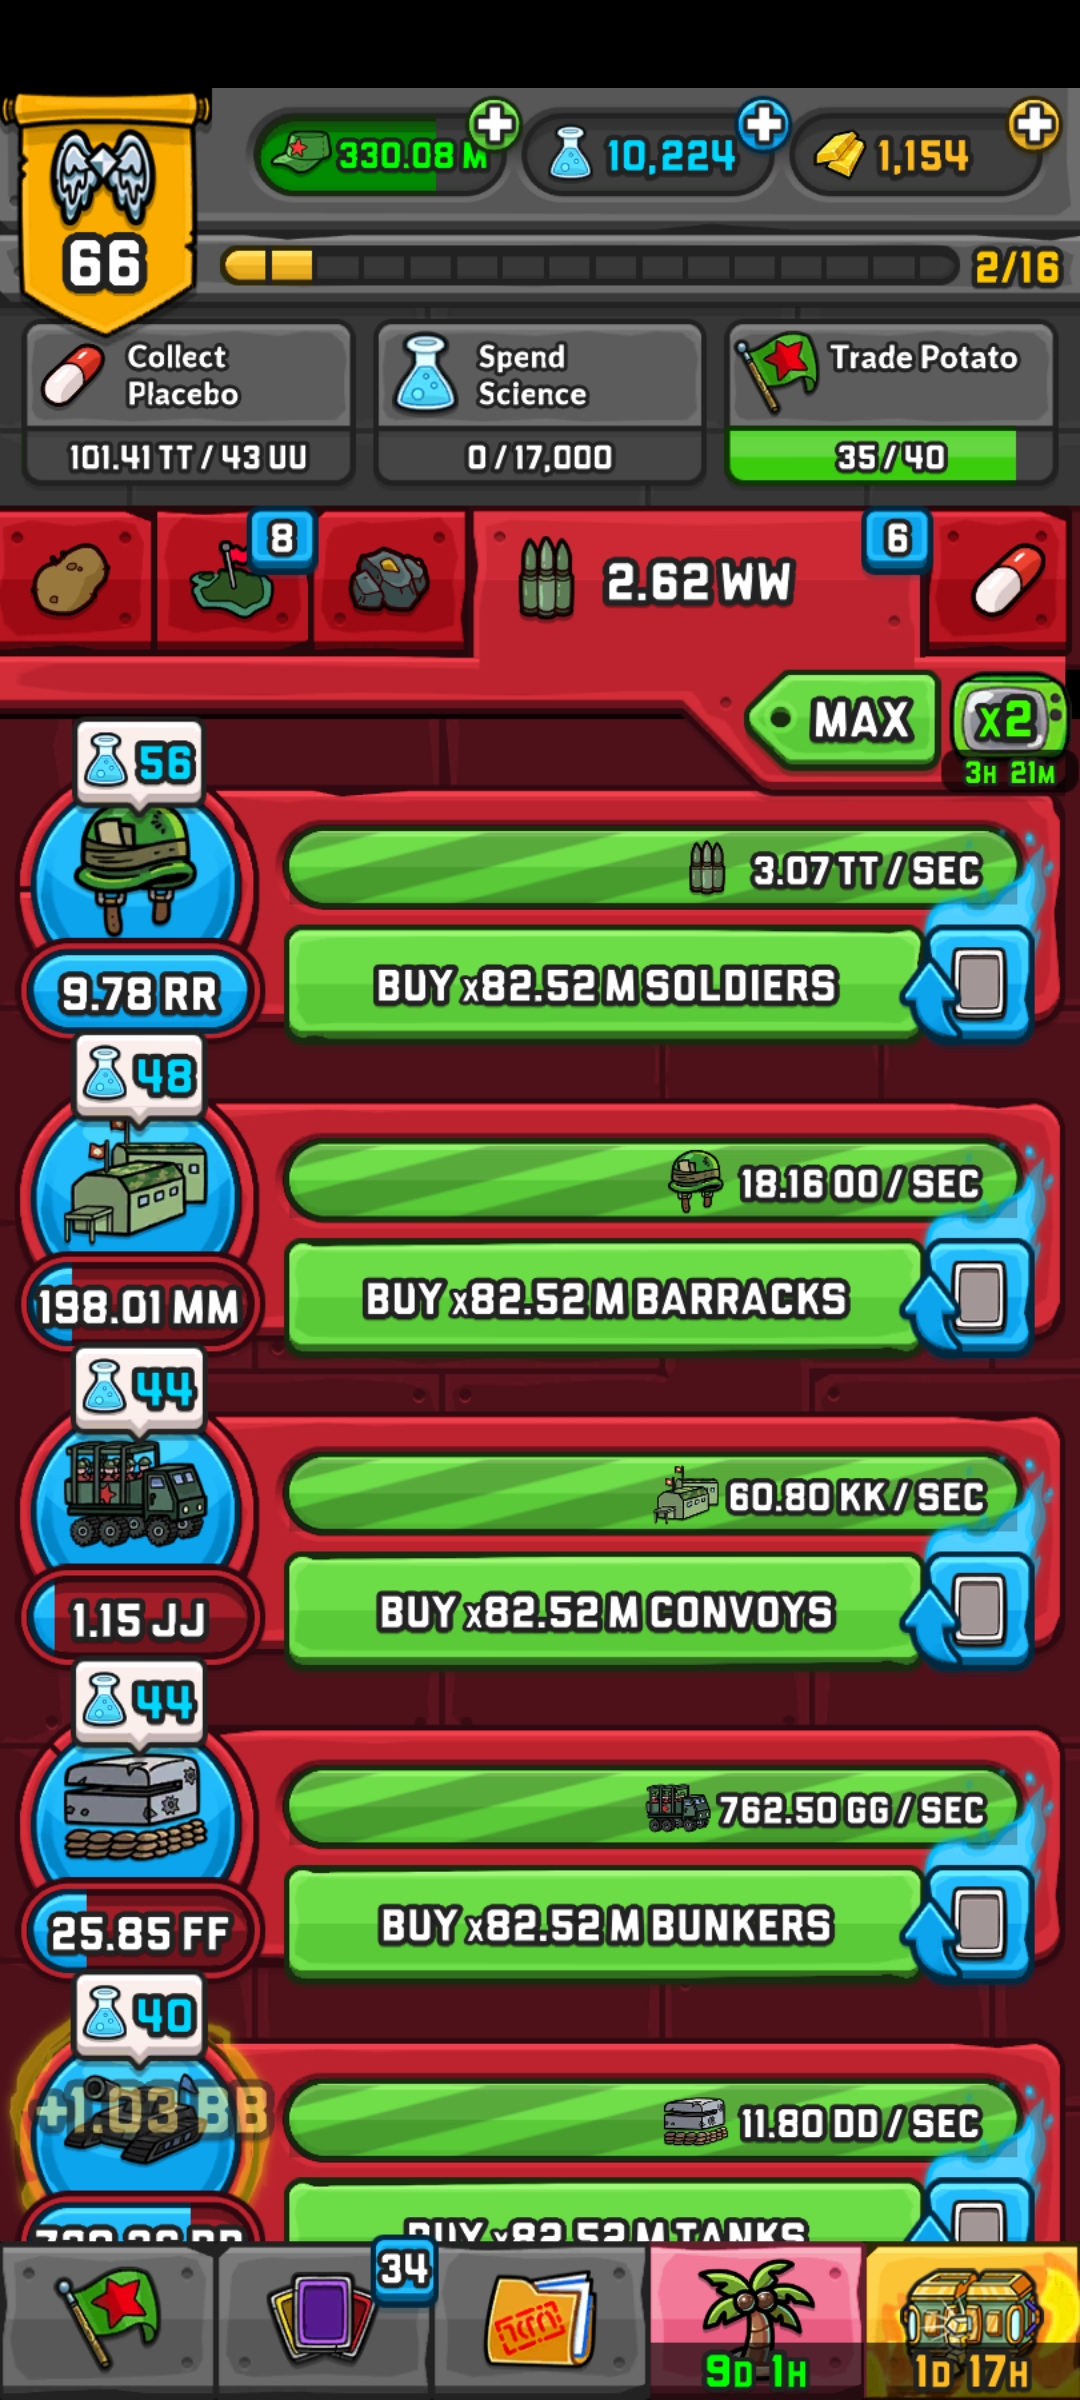 330.08 M
10,224
1,154
66
2/16
Collect
Placebo
Spend
Science
Trade Potato
101.41 TT / 43 UU
0 / 17,000
35 / 40
8
2.62 WW
6
MAX
x2
3H 21M
56
3.07 TT / SEC
9.78 RR
BUY x82.52 M SOLDIERS
48
18.16 OO / SEC
198.01 MM
BUY x82.52 M BARRACKS
44
60.80 KK / SEC
1.15 JJ
BUY x82.52 M CONVOYS
44
762.50 GG / SEC
25.85 FF
BUY x82.52 M BUNKERS
40
+1.03 BB
11.80 DD / SEC
BUY x82.52 M TANKS
34
9D 1H
1D 17H